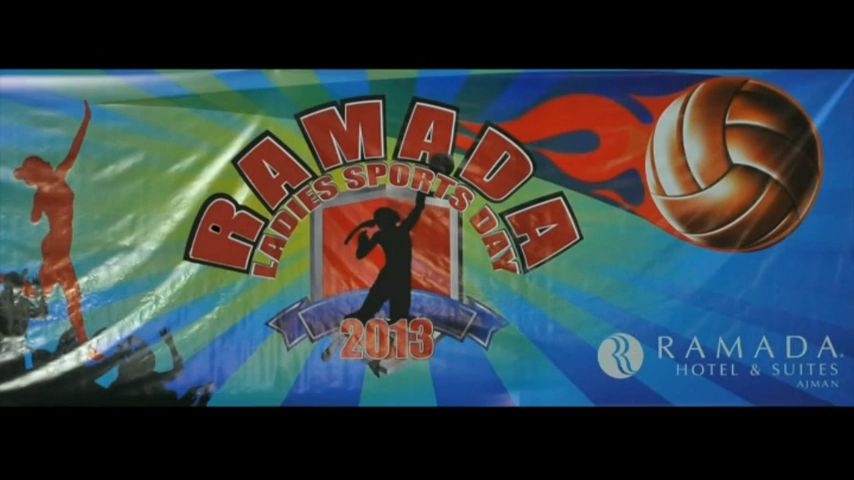 RAMADA
LADIES SPORTS DAY
2013
RAMADA
HOTEL & SUITES
AJMAN